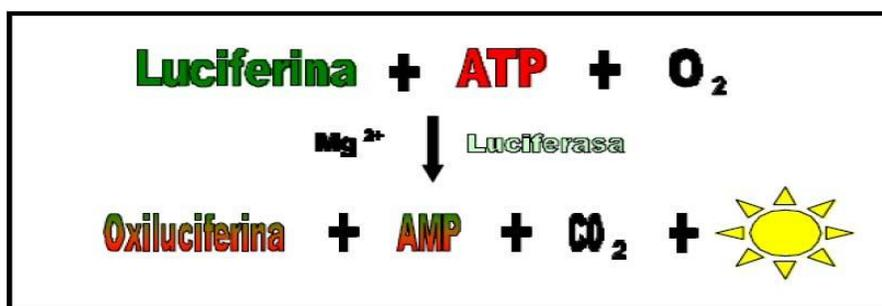 Luciferina + ATP + O₂
Mg²⁺ Luciferasa
Oxiluciferina + AMP + CO₂ +